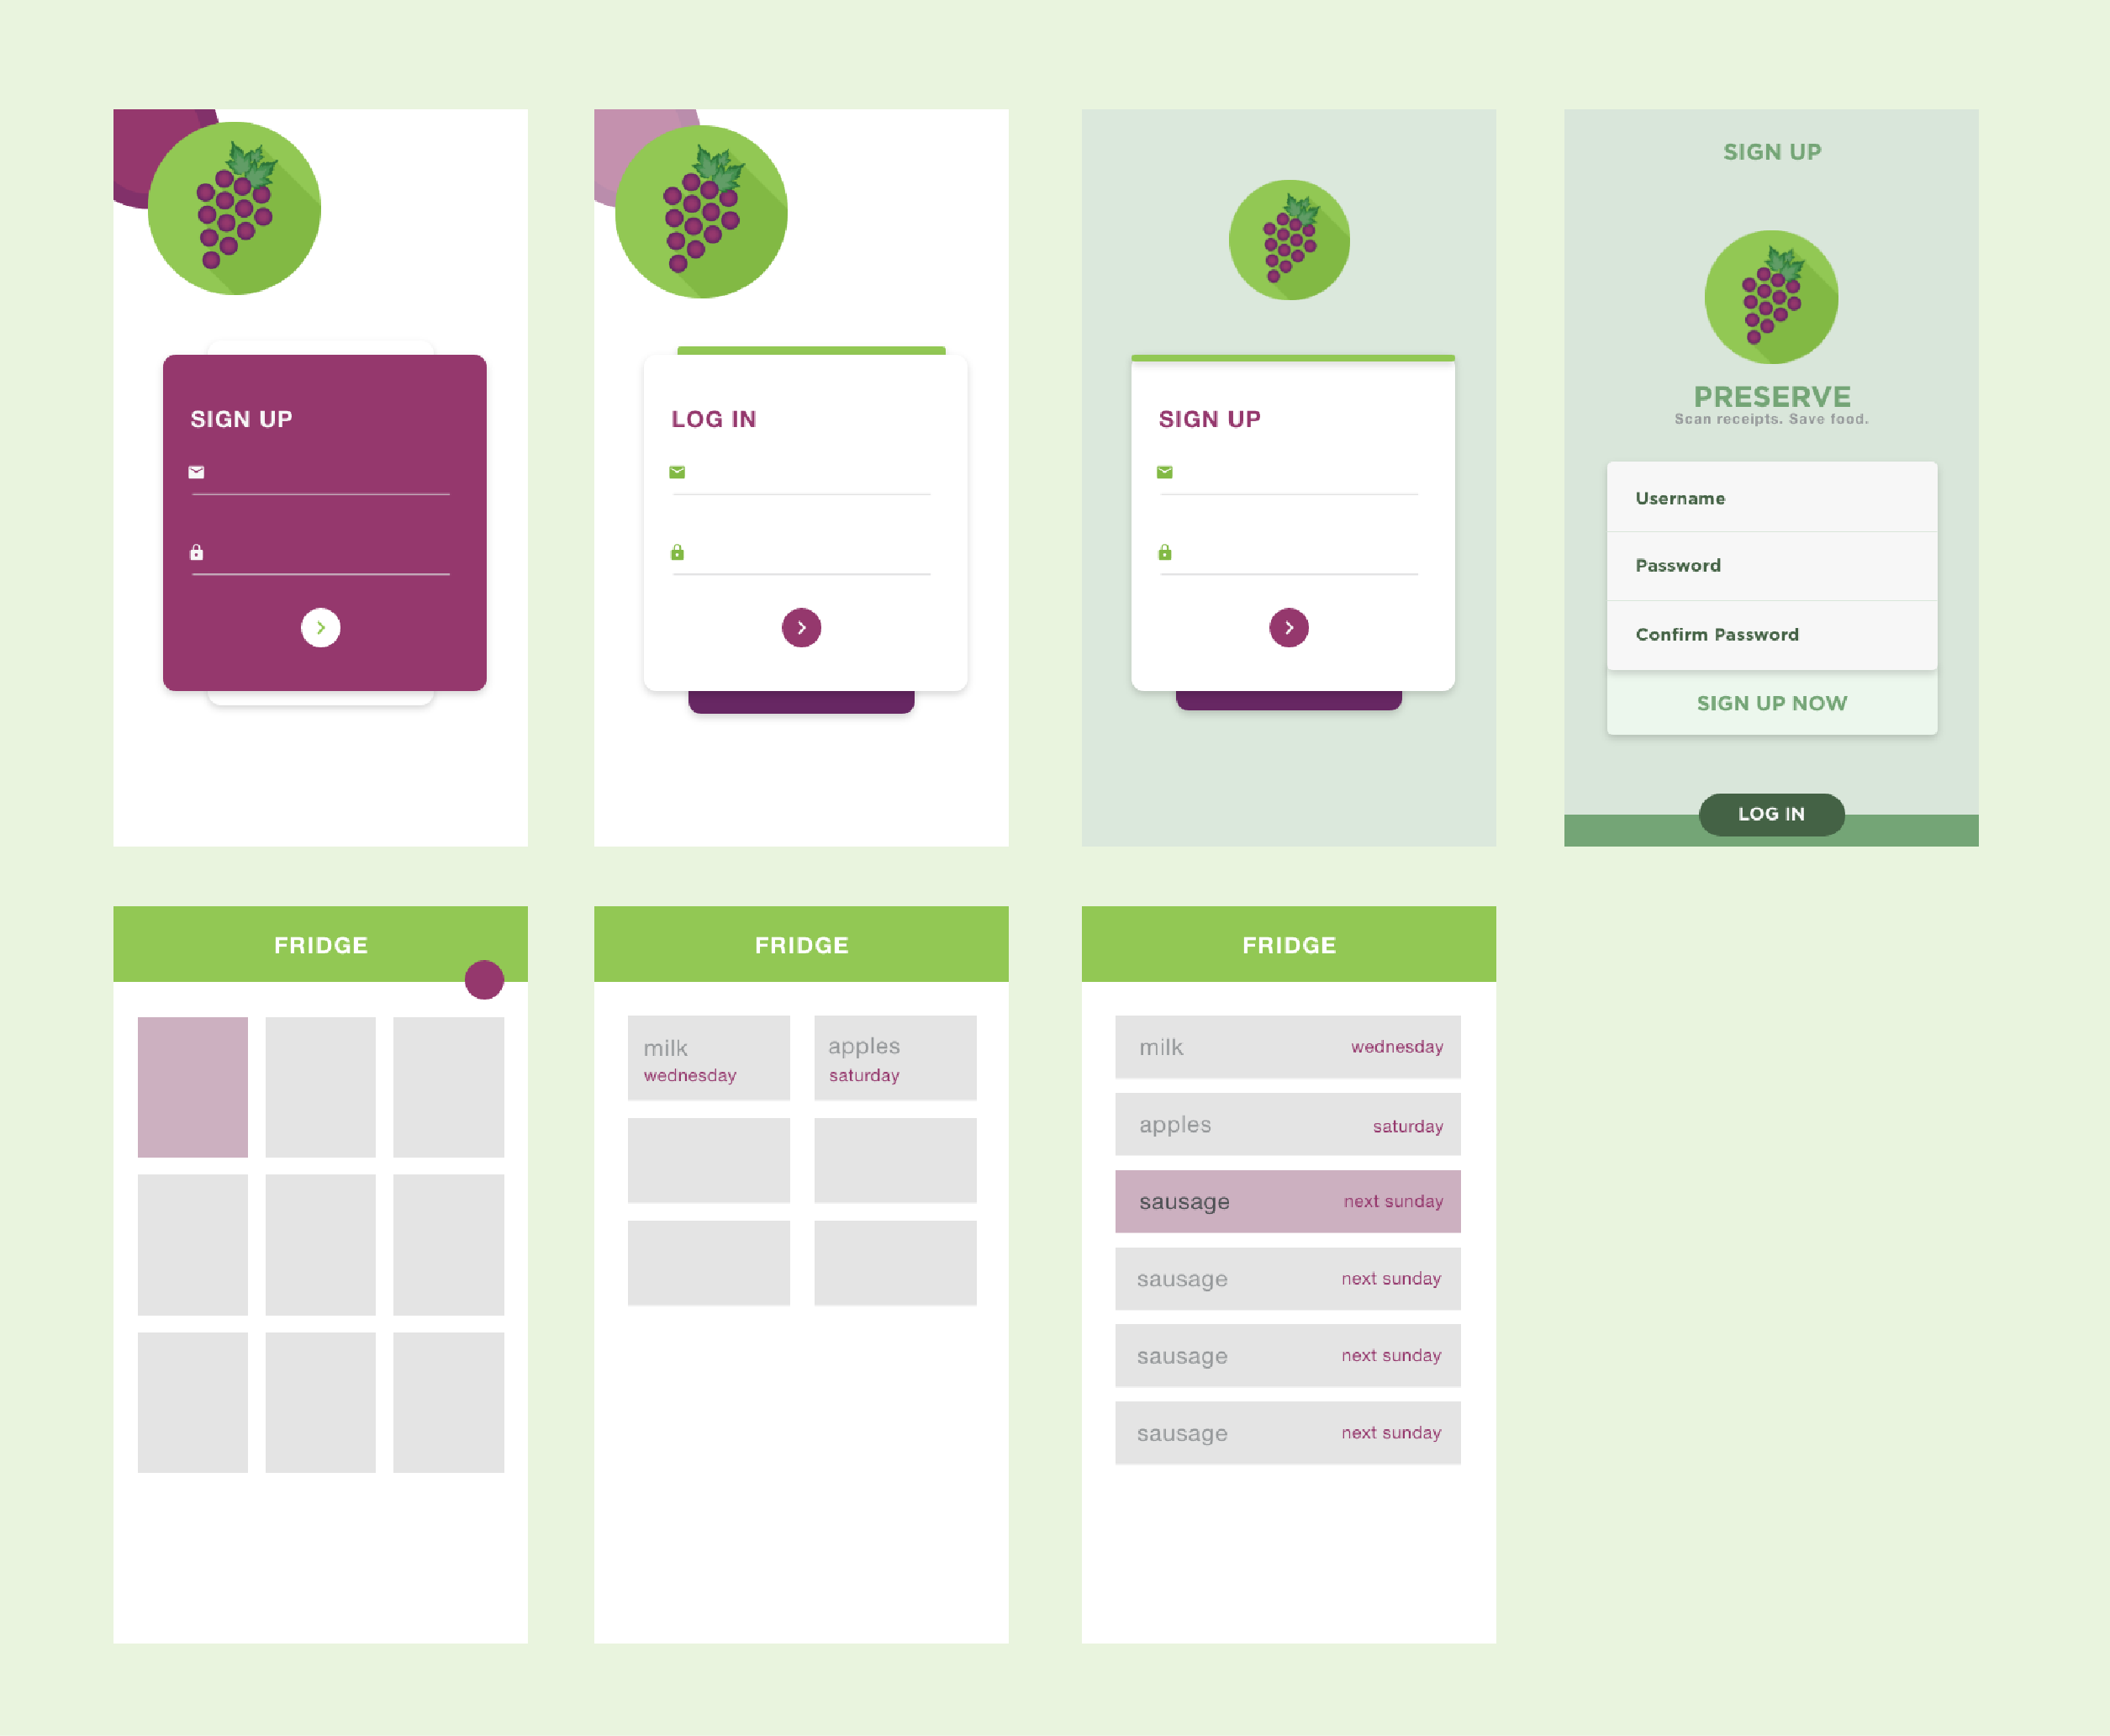 SIGN UP
LOG IN
SIGN UP
SIGN UP
PRESERVE
Scan receipts. Save food.
Username
Password
Confirm Password
SIGN UP NOW
LOG IN
FRIDGE
FRIDGE
milk
wednesday
apples
saturday
FRIDGE
milk wednesday
apples saturday
sausage next sunday
sausage next sunday
sausage next sunday
sausage next sunday